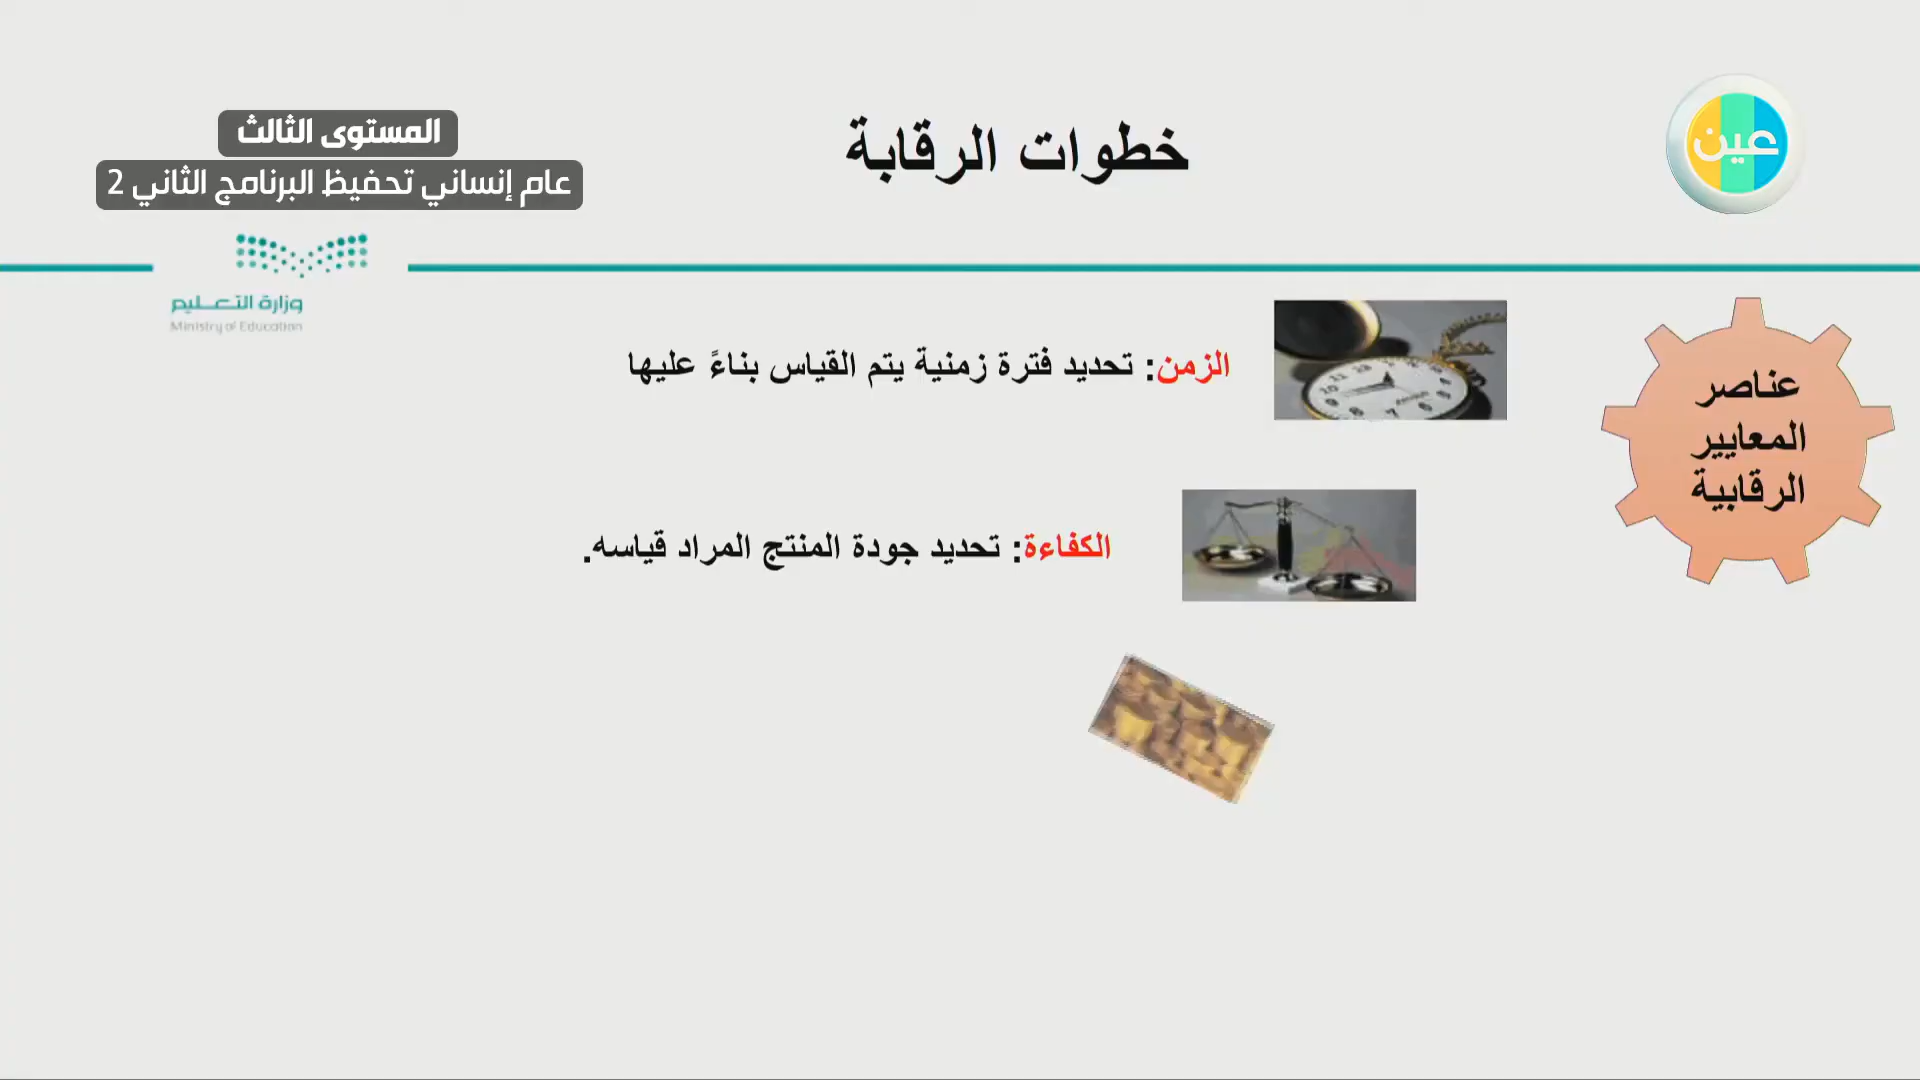 المستوى الثالث
عام إنساني تحفيظ البرنامج الثاني 2
خطوات الرقابة
عين
وزارة التعليم
Ministry of Education
عناصر
المعايير
الرقابية
الزمن: تحديد فترة زمنية يتم القياس بناءً عليها
الكفاءة: تحديد جودة المنتج المراد قياسه.